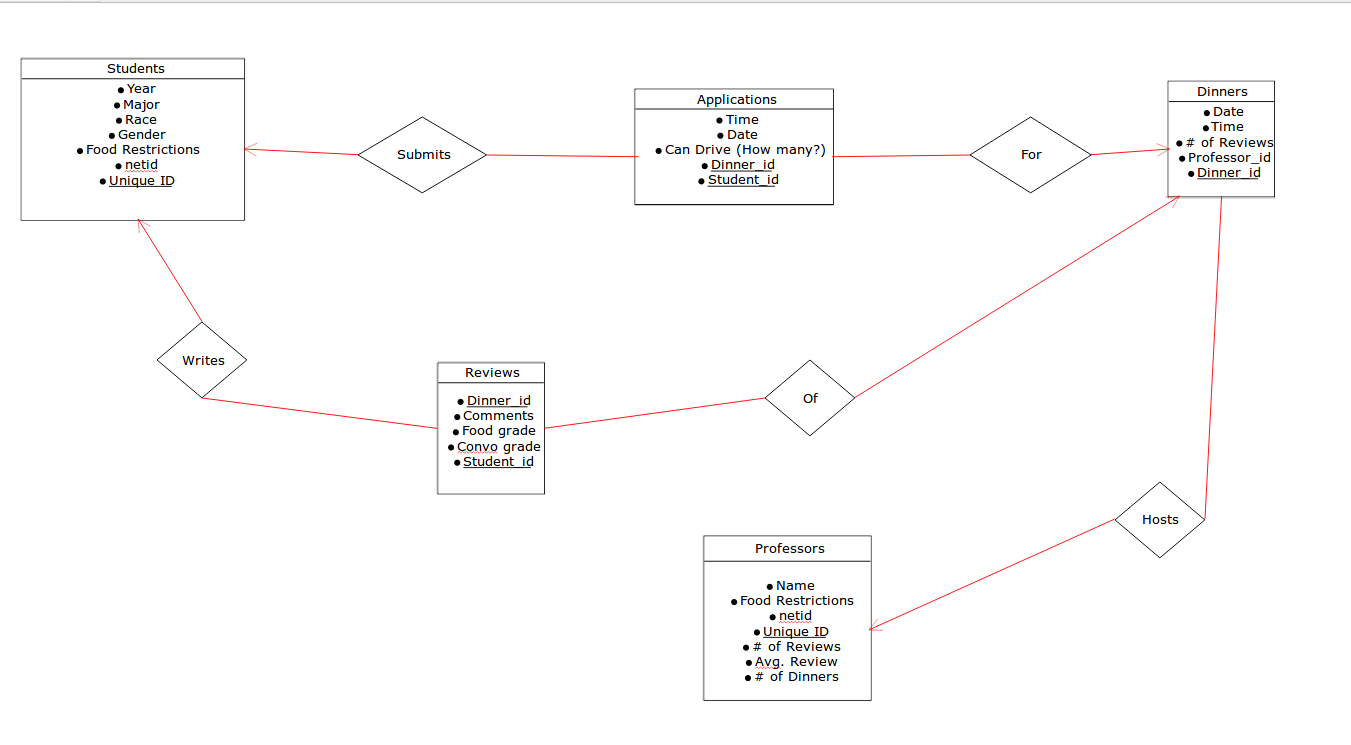 Students
Year
Major
Race
Gender
Food Restrictions
netid
Unique ID
Submits
Applications
Time
Date
Can Drive (How many?)
Dinner_id
Student_id
For
Dinners
Date
Time
# of Reviews
Professor_id
Dinner_id
Writes
Reviews
Dinner_id
Comments
Food grade
Convo grade
Student_id
Of
Hosts
Professors
Name
Food Restrictions
netid
Unique ID
# of Reviews
Avg. Review
# of Dinners